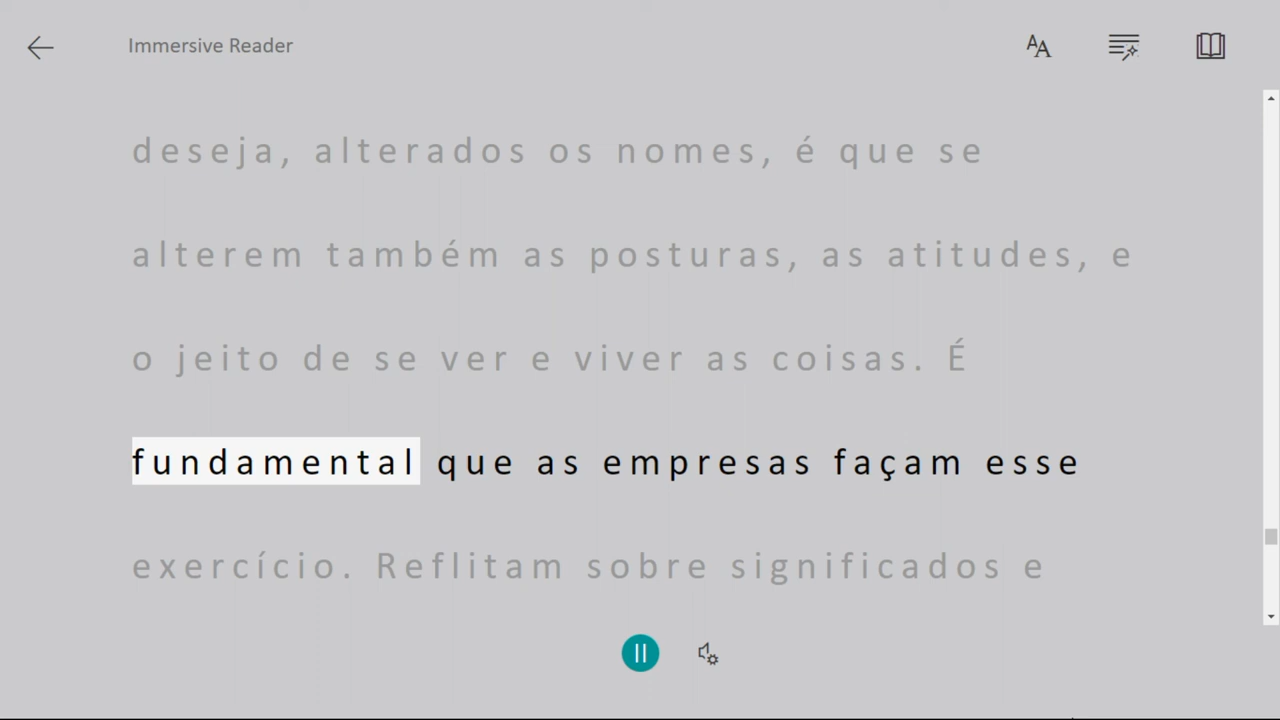 Immersive Reader
deseja, alterados os nomes, é que se
alterem também as posturas, as atitudes, e
o jeito de se ver e viver as coisas. É
fundamental que as empresas façam esse
exercício. Reflitam sobre significados e